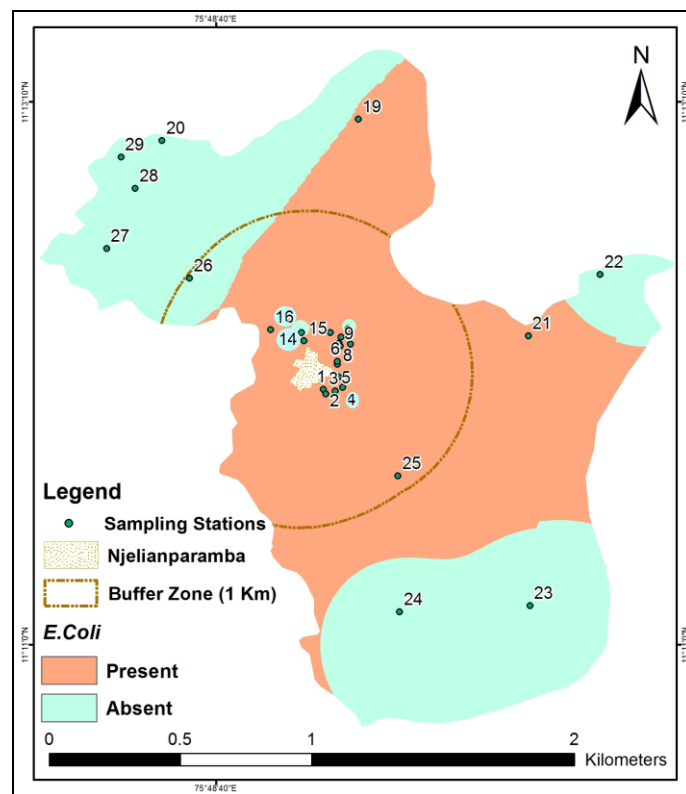 75°48'40"E
N
11°13'10"N
11°13'10"N
19
20
29
28
27
26
22
21
16
15
9
14
6
8
1
3
5
2
4
25
24
23
Legend
Sampling Stations
Njelianparamba
Buffer Zone (1 Km)
E.Coli
Present
Absent
11°11'0"N
11°11'0"N
0 0.5 1 2
Kilometers
75°48'40"E